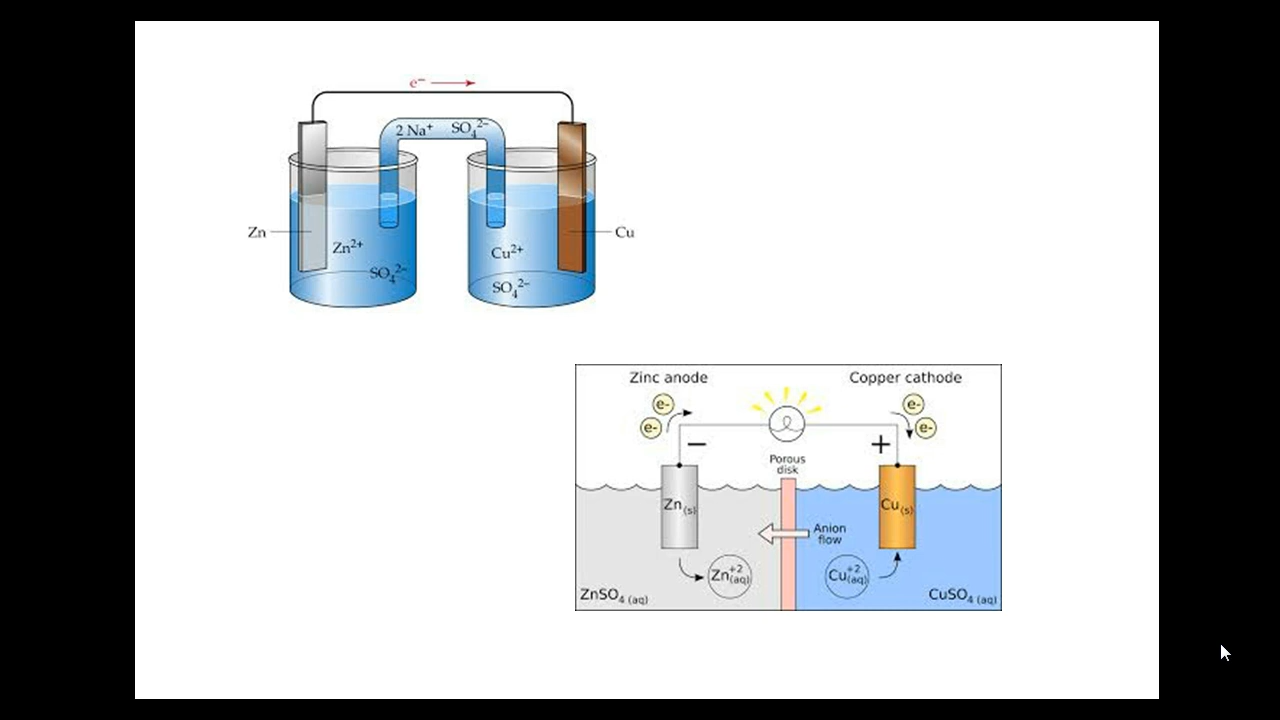 e⁻
2 Na⁺ SO₄²⁻
Zn
Zn²⁺
SO₄²⁻
Cu²⁺
SO₄²⁻
Cu
Zinc anode
Copper cathode
e-
e-
e-
e-
−
+
Porous
disk
Zn(s)
Cu(s)
Anion
flow
Zn⁺²(aq)
Cu⁺²(aq)
ZnSO₄ (aq)
CuSO₄ (aq)